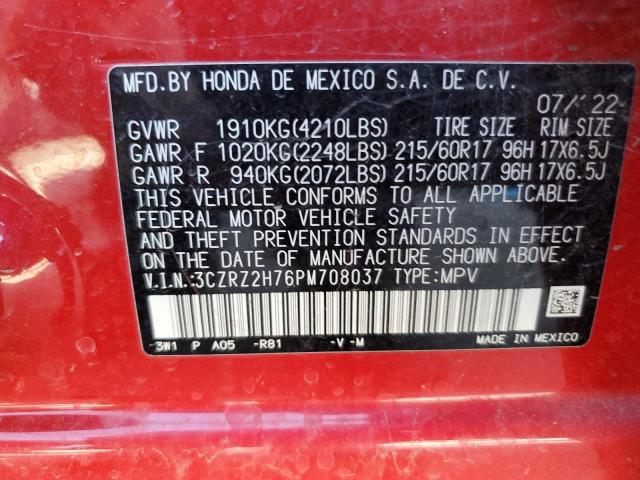 MFD. BY HONDA DE MEXICO S.A. DE C.V.
07/'22
GVWR 1910KG(4210LBS) TIRE SIZE RIM SIZE
GAWR F 1020KG(2248LBS) 215/60R17 96H 17X6.5J
GAWR R 940KG(2072LBS) 215/60R17 96H 17X6.5J
THIS VEHICLE CONFORMS TO ALL APPLICABLE
FEDERAL MOTOR VEHICLE SAFETY
AND THEFT PREVENTION STANDARDS IN EFFECT
ON THE DATE OF MANUFACTURE SHOWN ABOVE.
V.I.N.:3CZRZ2H76PM708037 TYPE:MPV
-3W1 P A05 -R81 -V -M MADE IN MEXICO